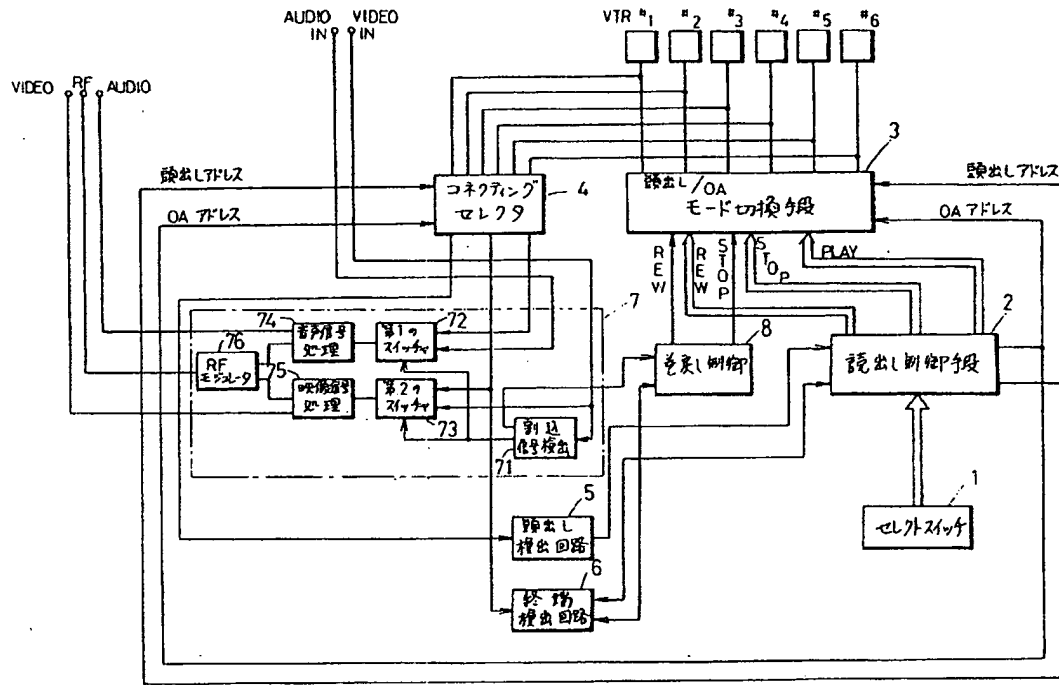 AUDIO IN
VIDEO IN
VTR #1
#2
#3
#4
#5
#6
VIDEO
RF
AUDIO
3
頭出しアドレス
OA アドレス
コネクティング
セレクタ
4
頭出し/OA
モード切換手段
頭出しアドレス
OA アドレス
REW
REW
STOP
STOP
PLAY
7
74
音声信号
処理
72
第1の
スイッチャ
76
RF
モジュレータ
75
映像信号
処理
第2の
スイッチャ
73
割込
信号検出
71
8
巻戻し制御
2
読出し制御手段
5
頭出し
検出回路
6
終端
検出回路
1
セレクトスイッチ